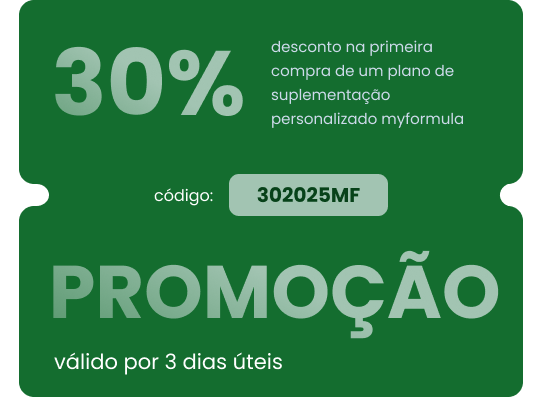 30%
desconto na primeira
compra de um plano de
suplementação
personalizado myformula
código: 302025MF
PROMOÇÃO
válido por 3 dias úteis